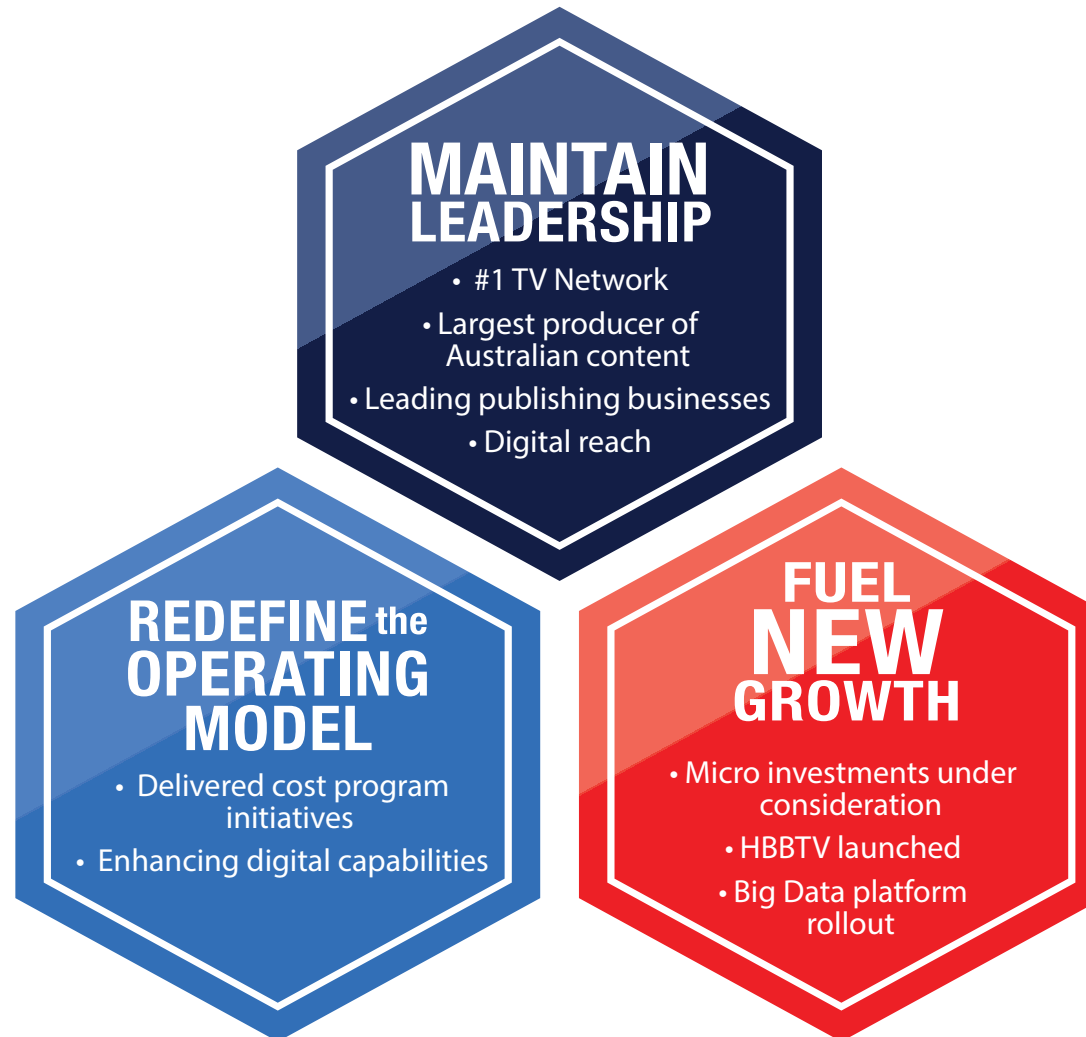 MAINTAIN
LEADERSHIP
• #1 TV Network
• Largest producer of
Australian content
• Leading publishing businesses
• Digital reach
REDEFINE the
OPERATING
MODEL
• Delivered cost program
initiatives
• Enhancing digital capabilities
FUEL
NEW
GROWTH
• Micro investments under
consideration
• HBBTV launched
• Big Data platform
rollout